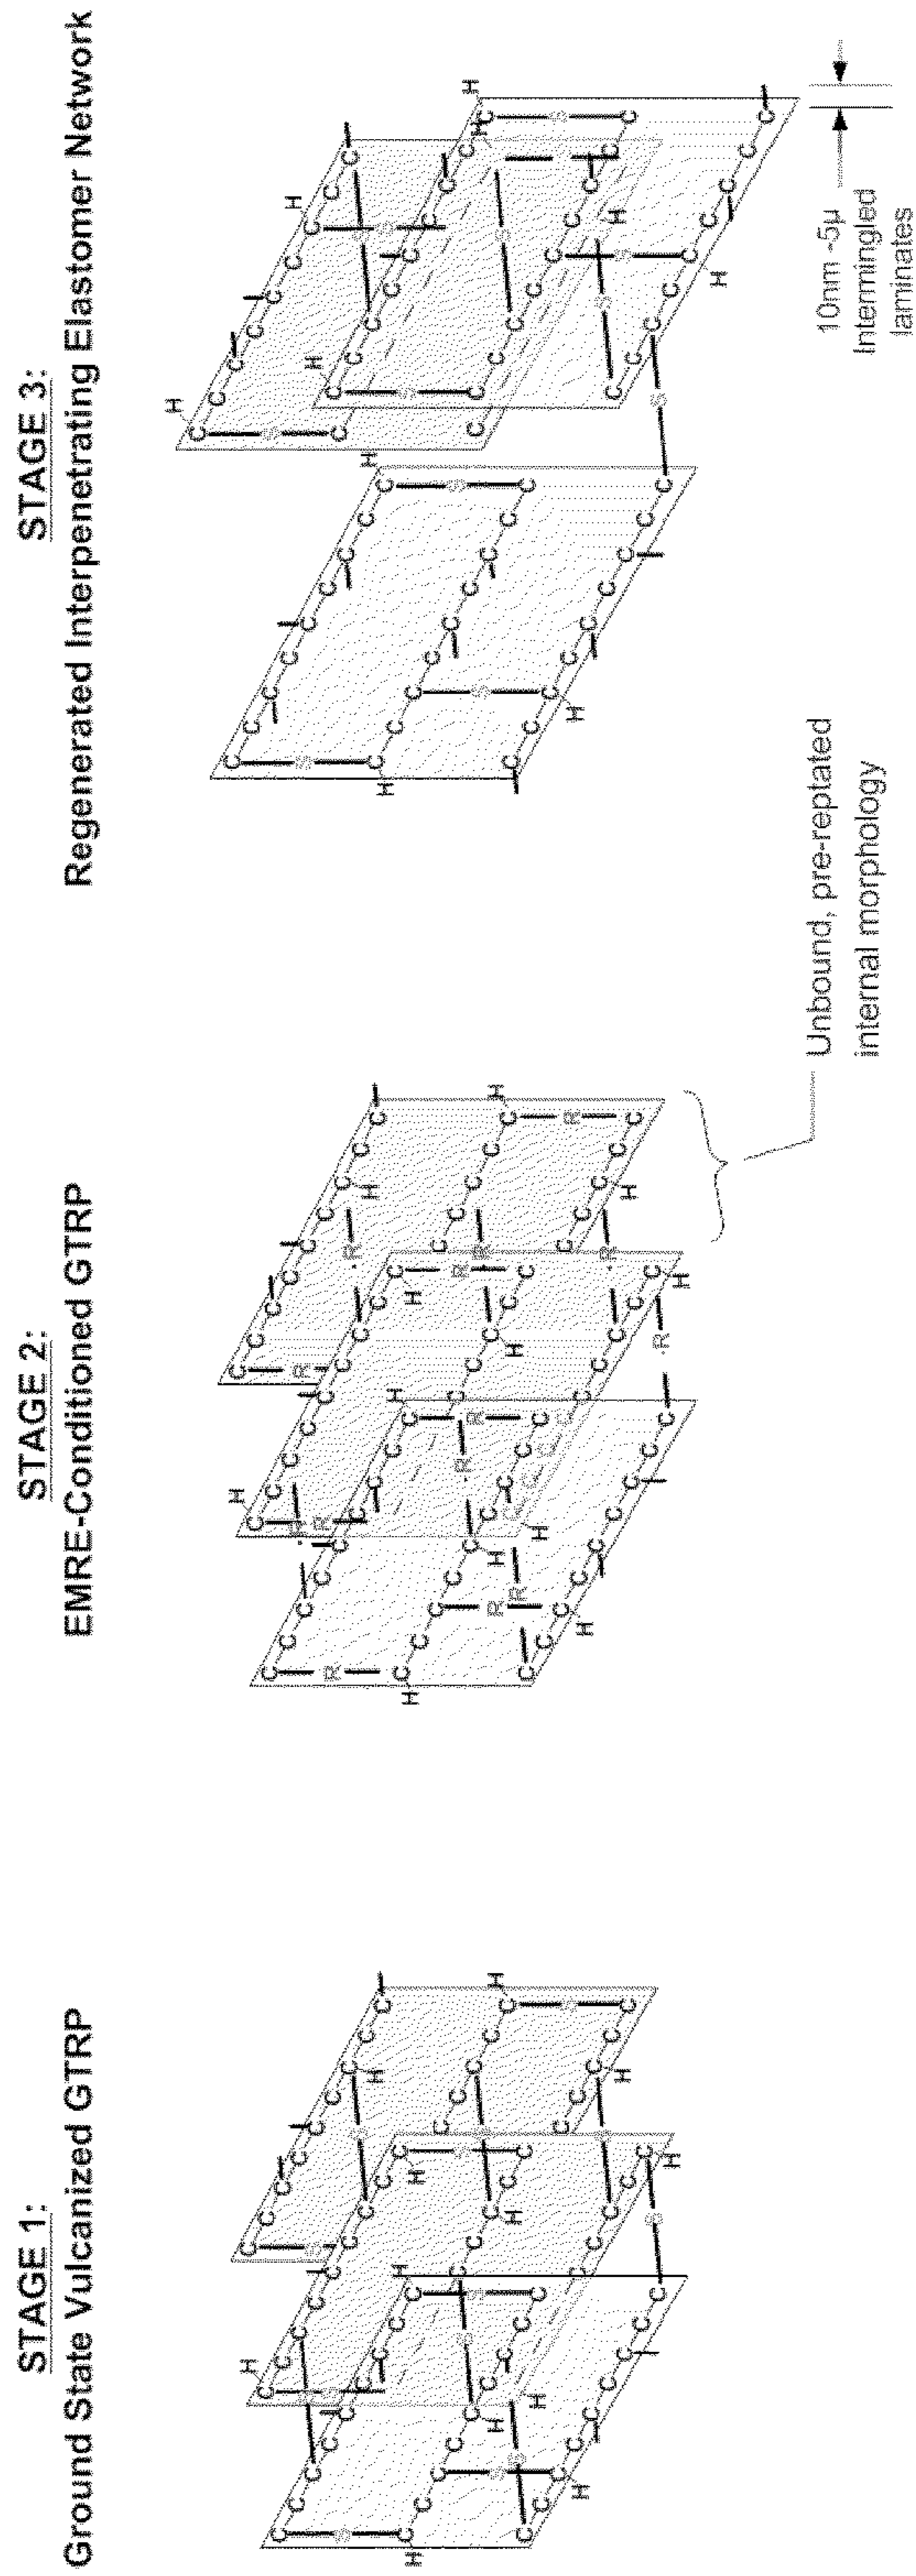 STAGE 1:
Ground State Vulcanized GTRP
STAGE 2:
EMRE-Conditioned GTRP
Unbound, pre-reptated
internal morphology
STAGE 3:
Regenerated Interpenetrating Elastomer Network
10nm -5µ
Intermingled
laminates